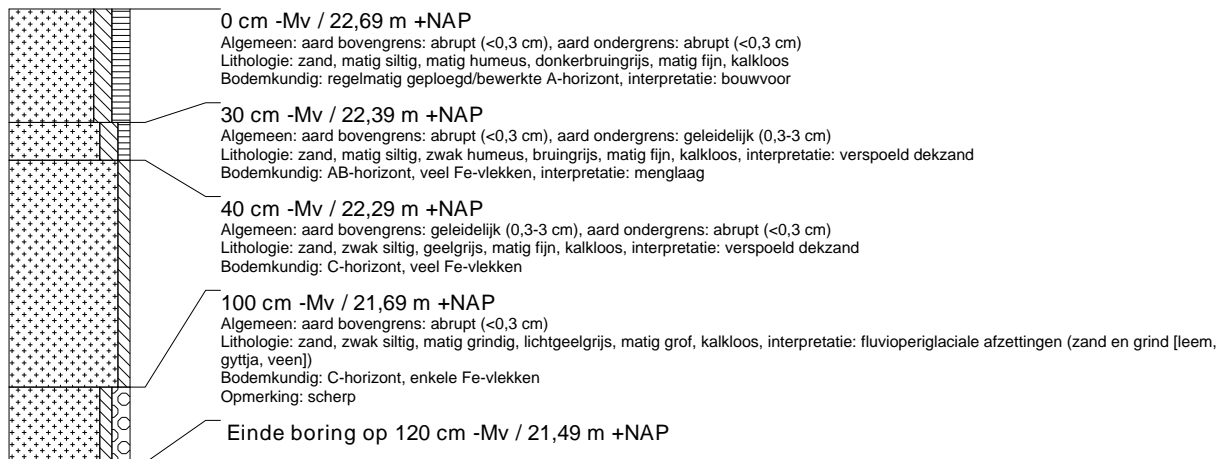 0 cm -Mv / 22,69 m +NAP
Algemeen: aard bovengrens: abrupt (<0,3 cm), aard ondergrens: abrupt (<0,3 cm)
Lithologie: zand, matig siltig, matig humeus, donkerbruingrijs, matig fijn, kalkloos
Bodemkundig: regelmatig geploegd/bewerkte A-horizont, interpretatie: bouwvoor
30 cm -Mv / 22,39 m +NAP
Algemeen: aard bovengrens: abrupt (<0,3 cm), aard ondergrens: geleidelijk (0,3-3 cm)
Lithologie: zand, matig siltig, zwak humeus, bruingrijs, matig fijn, kalkloos, interpretatie: verspoeld dekzand
Bodemkundig: AB-horizont, veel Fe-vlekken, interpretatie: menglaag
40 cm -Mv / 22,29 m +NAP
Algemeen: aard bovengrens: geleidelijk (0,3-3 cm), aard ondergrens: abrupt (<0,3 cm)
Lithologie: zand, zwak siltig, geelgrijs, matig fijn, kalkloos, interpretatie: verspoeld dekzand
Bodemkundig: C-horizont, veel Fe-vlekken
100 cm -Mv / 21,69 m +NAP
Algemeen: aard bovengrens: abrupt (<0,3 cm)
Lithologie: zand, zwak siltig, matig grindig, lichtgeelgrijs, matig grof, kalkloos, interpretatie: fluvioperiglaciale afzettingen (zand en grind [leem,
gyttja, veen])
Bodemkundig: C-horizont, enkele Fe-vlekken
Opmerking: scherp
Einde boring op 120 cm -Mv / 21,49 m +NAP